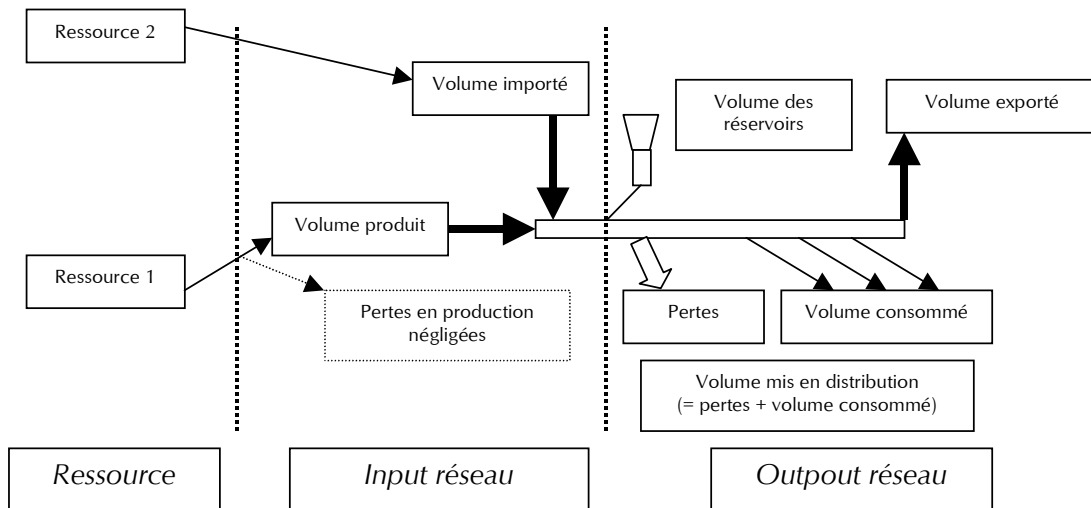 Ressource 2
Volume importé
Volume des
réservoirs
Volume exporté
Volume produit
Ressource 1
Pertes en production
négligées
Pertes
Volume consommé
Volume mis en distribution
(= pertes + volume consommé)
Ressource
Input réseau
Outpout réseau